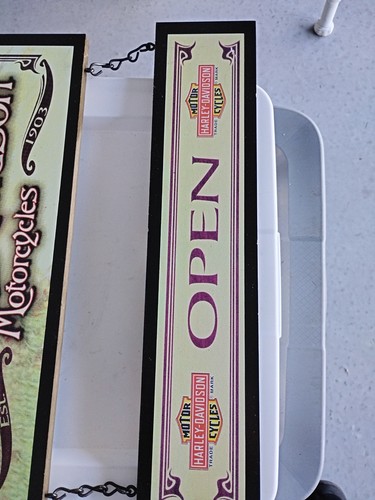 1903
Motorcycles
EST.
MOTOR
HARLEY-DAVIDSON
CYCLES
TRADE MARK
OPEN
MOTOR
HARLEY-DAVIDSON
CYCLES
TRADE MARK